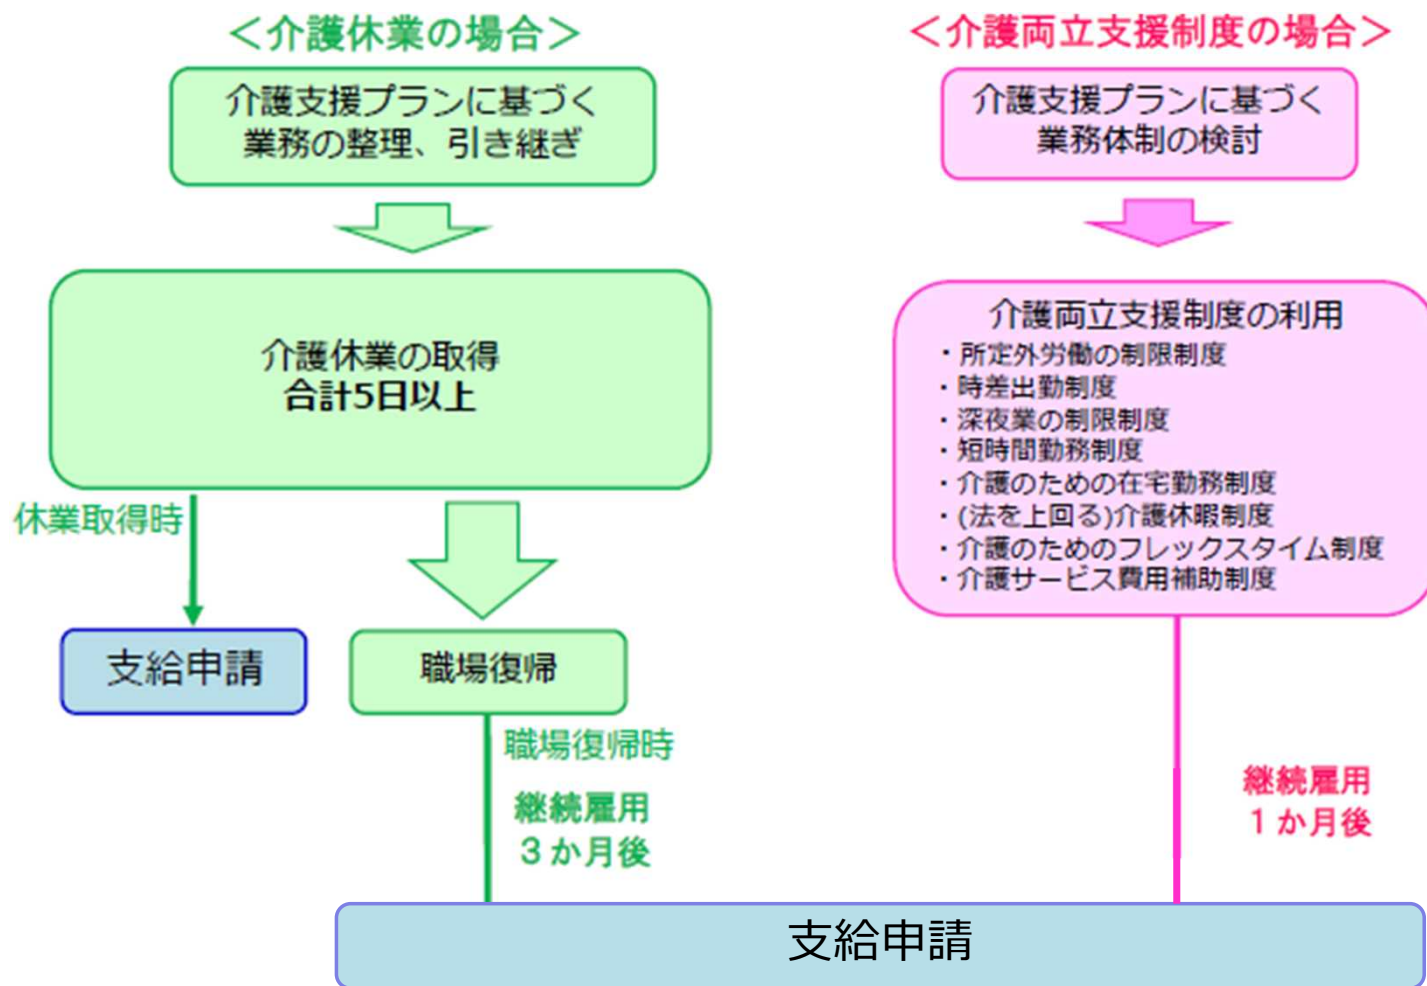 ＜介護休業の場合＞
介護支援プランに基づく
業務の整理、引き継ぎ
介護休業の取得
合計5日以上
休業取得時
支給申請
職場復帰
職場復帰時
継続雇用
３か月後
＜介護両立支援制度の場合＞
介護支援プランに基づく
業務体制の検討
介護両立支援制度の利用
・所定外労働の制限制度
・時差出勤制度
・深夜業の制限制度
・短時間勤務制度
・介護のための在宅勤務制度
・(法を上回る)介護休暇制度
・介護のためのフレックスタイム制度
・介護サービス費用補助制度
継続雇用
１か月後
支給申請